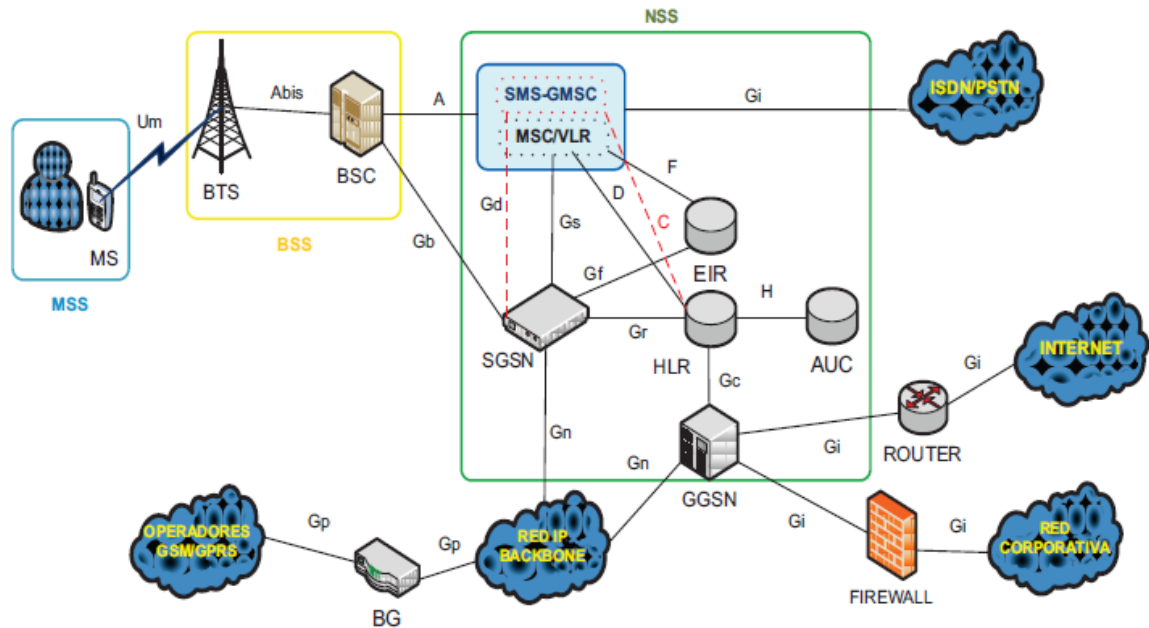 NSS
SMS-GMSC
MSC/VLR
ISDN/PSTN
Gi
A
Abis
Um
BTS
BSC
BSS
MS
MSS
Gb
Gd
Gs
D
C
F
EIR
Gf
SGSN
Gr
HLR
H
AUC
Gc
Gn
Gn
GGSN
Gi
ROUTER
Gi
INTERNET
Gi
FIREWALL
Gi
RED
CORPORATIVA
OPERADORES
GSM/GPRS
Gp
BG
Gp
RED IP
BACKBONE